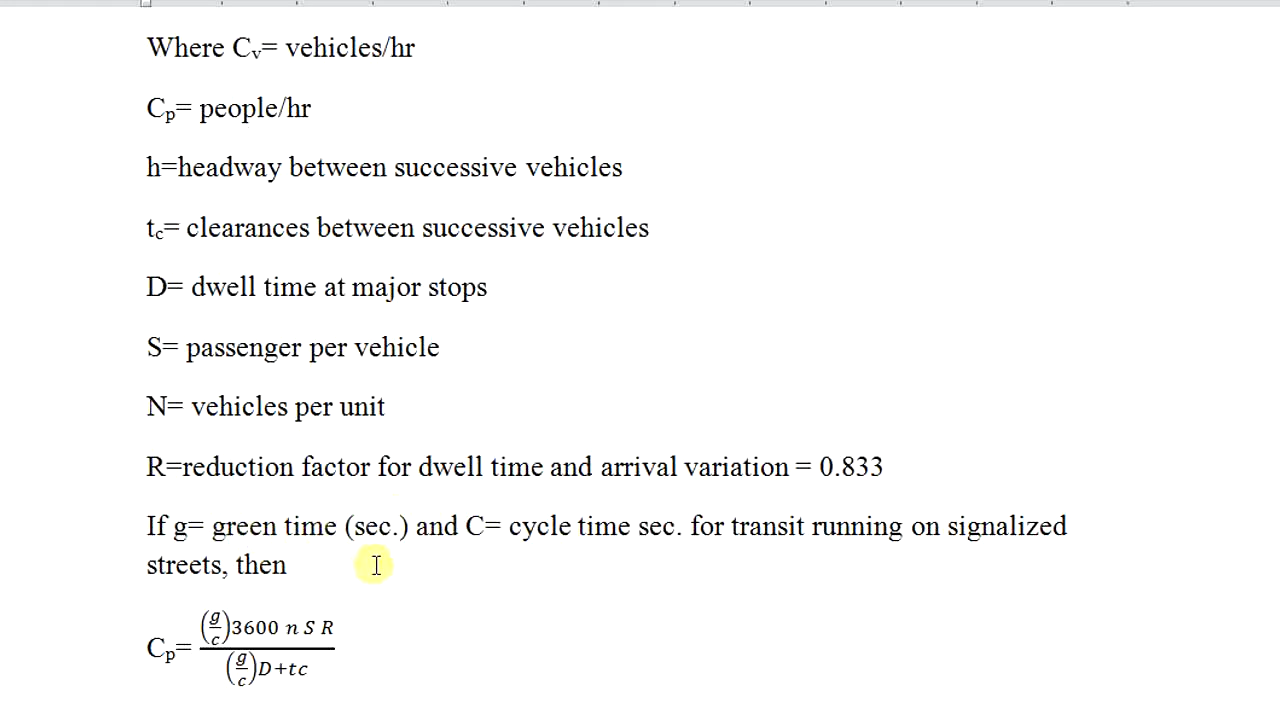 Where Cv= vehicles/hr
Cp= people/hr
h=headway between successive vehicles
tc= clearances between successive vehicles
D= dwell time at major stops
S= passenger per vehicle
N= vehicles per unit
R=reduction factor for dwell time and arrival variation = 0.833
If g= green time (sec.) and C= cycle time sec. for transit running on signalized
streets, then
Cp= ((g/c)3600 n S R)/((g/c)D+tc)